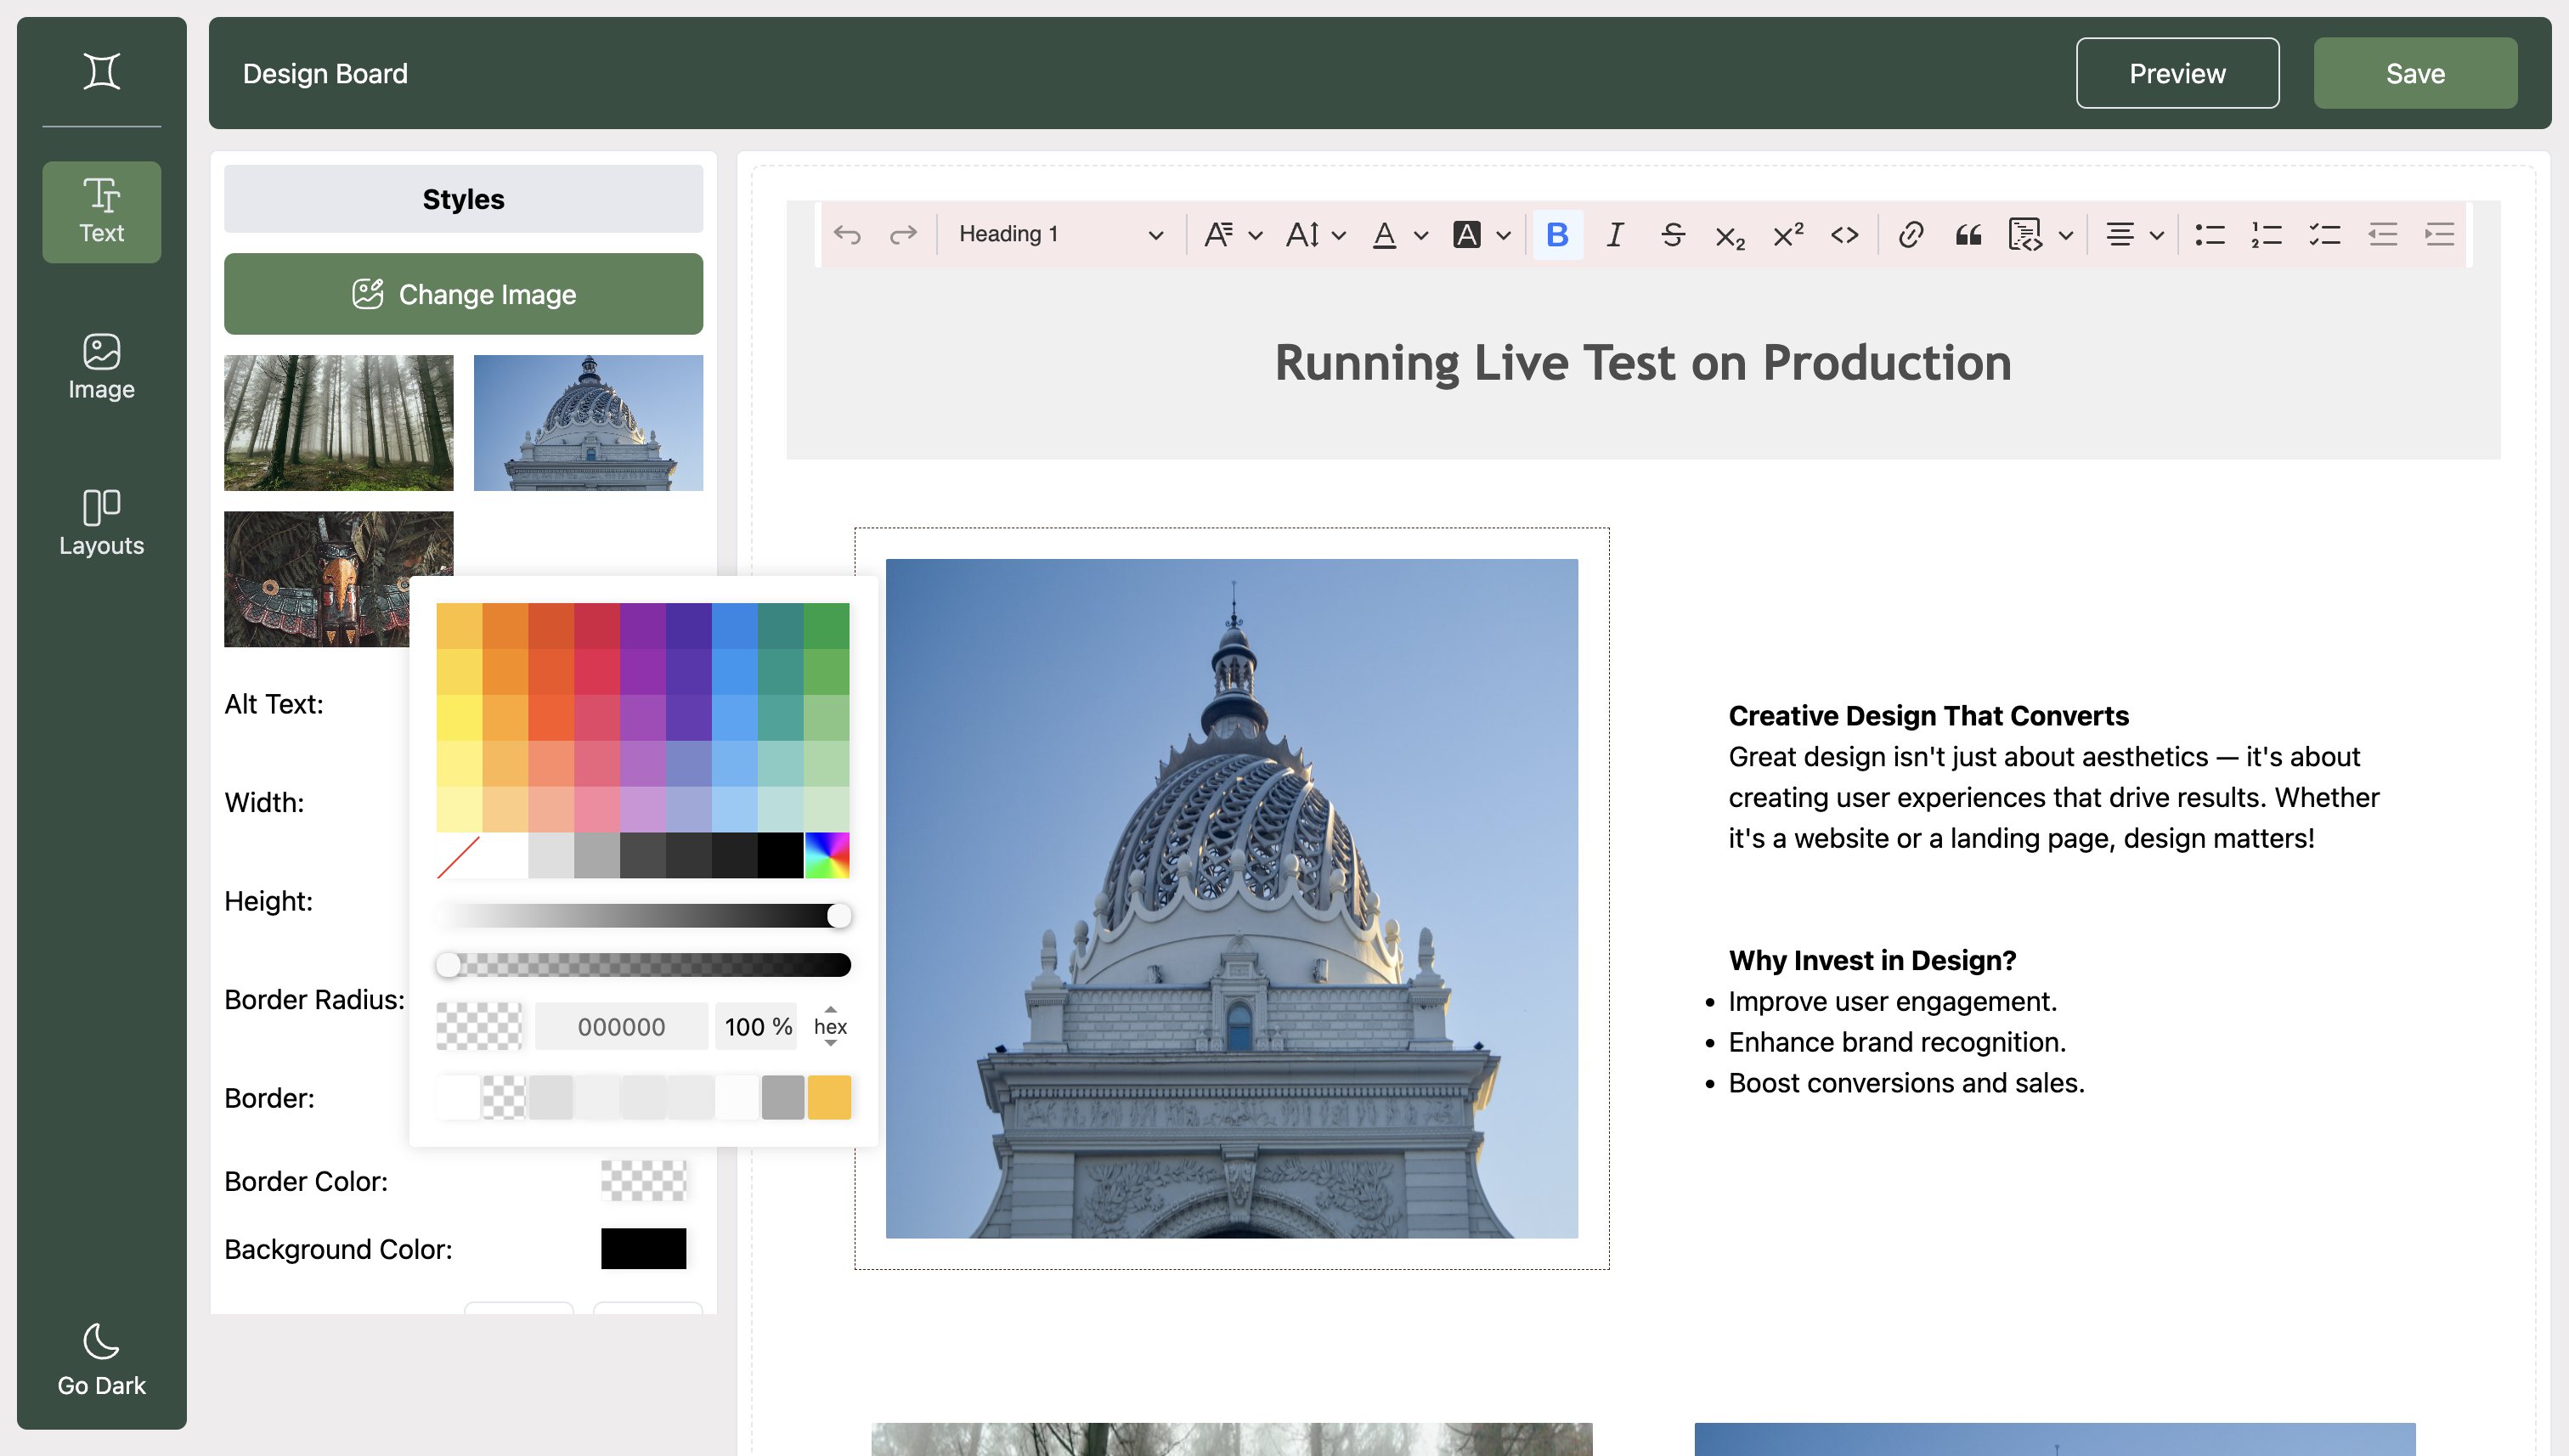 Design Board
Preview
Save
Text
Image
Layouts
Go Dark
Styles
Change Image
Alt Text:
Width:
Height:
Border Radius:
Border:
Border Color:
Background Color:
000000
100 %
hex
Heading 1
Running Live Test on Production
Creative Design That Converts
Great design isn't just about aesthetics — it's about
creating user experiences that drive results. Whether
it's a website or a landing page, design matters!
Why Invest in Design?
Improve user engagement.
Enhance brand recognition.
Boost conversions and sales.